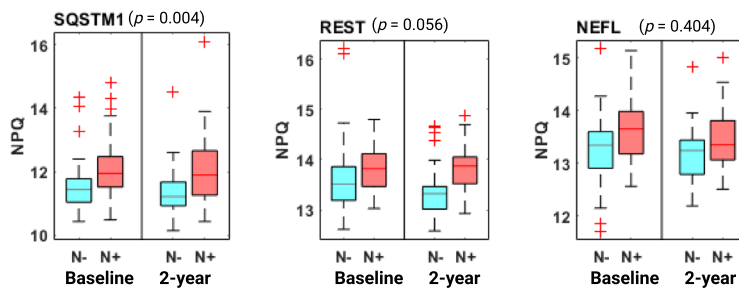 SQSTM1 (p = 0.004)
NPQ
16
14
12
10
N- N+ N- N+
Baseline 2-year
REST (p = 0.056)
NPQ
16
15
14
13
N- N+ N- N+
Baseline 2-year
NEFL (p = 0.404)
NPQ
15
14
13
12
N- N+ N- N+
Baseline 2-year